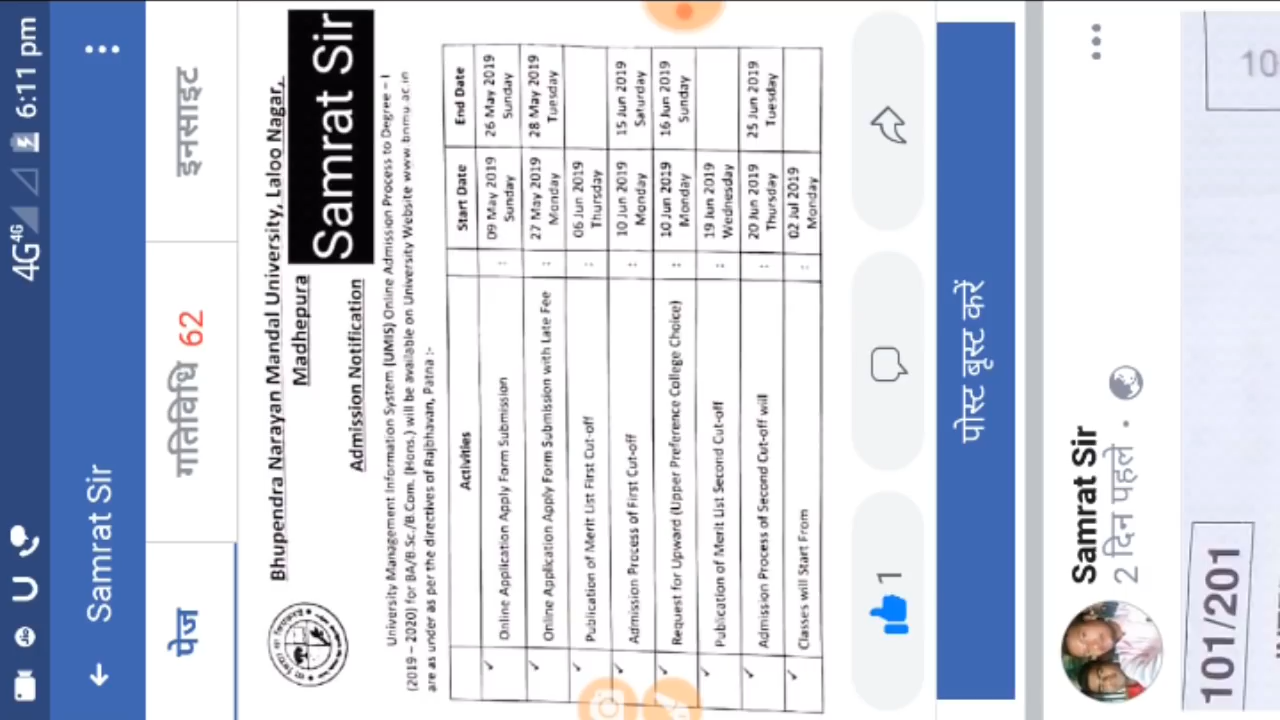 4G 4G 6:11 pm
← Samrat Sir
पेज गतिविधि 62 इनसाइट
Bhupendra Narayan Mandal University, Laloo Nagar,
Madhepura
Samrat Sir
Admission Notification
University Management Information System (UMIS) Online Admission Process to Degree – I
(2019 – 2020) for BA/B.Sc./B.Com. (Hons.) will be available on University Website www.bnmu.ac.in
are as under as per the directives of Rajbhavan, Patna :-
Activities Start Date End Date
✓ Online Application Apply Form Submission : 09 May 2019 Sunday 26 May 2019 Sunday
✓ Online Application Apply Form Submission with Late Fee : 27 May 2019 Monday 28 May 2019 Tuesday
✓ Publication of Merit List First Cut-off : 06 Jun 2019 Thursday
✓ Admission Process of First Cut-off : 10 Jun 2019 Monday 15 Jun 2019 Saturday
✓ Request for Upward (Upper Preference College Choice) : 10 Jun 2019 Monday 16 Jun 2019 Sunday
✓ Publication of Merit List Second Cut-off : 19 Jun 2019 Wednesday
✓ Admission Process of Second Cut-off will : 20 Jun 2019 Thursday 25 Jun 2019 Tuesday
✓ Classes will Start From : 02 Jul 2019 Monday
1
पोस्ट बूस्ट करें
Samrat Sir
2 दिन पहले ·
101/201
10